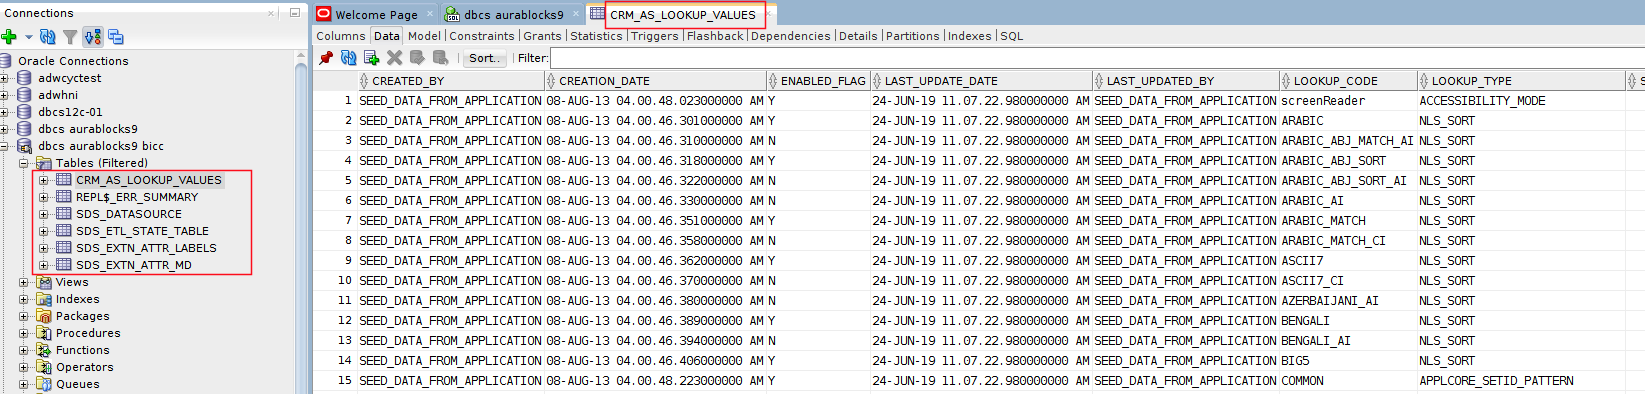 Connections
Oracle Connections
adwcyctest
adwhni
dbcs12c-01
dbcs aurablocks9
dbcs aurablocks9 bicc
Tables (Filtered)
CRM_AS_LOOKUP_VALUES
REPL$_ERR_SUMMARY
SDS_DATASOURCE
SDS_ETL_STATE_TABLE
SDS_EXTN_ATTR_LABELS
SDS_EXTN_ATTR_MD
Views
Indexes
Packages
Procedures
Functions
Operators
Queues
Welcome Page dbcs aurablocks9 CRM_AS_LOOKUP_VALUES
Columns Data Model Constraints Grants Statistics Triggers Flashback Dependencies Details Partitions Indexes SQL
Sort.. Filter:
CREATED_BY CREATION_DATE ENABLED_FLAG LAST_UPDATE_DATE LAST_UPDATED_BY LOOKUP_CODE LOOKUP_TYPE S
1 SEED_DATA_FROM_APPLICATION 08-AUG-13 04.00.48.023000000 AM Y 24-JUN-19 11.07.22.980000000 AM SEED_DATA_FROM_APPLICATION screenReader ACCESSIBILITY_MODE
2 SEED_DATA_FROM_APPLICATION 08-AUG-13 04.00.46.301000000 AM Y 24-JUN-19 11.07.22.980000000 AM SEED_DATA_FROM_APPLICATION ARABIC NLS_SORT
3 SEED_DATA_FROM_APPLICATION 08-AUG-13 04.00.46.310000000 AM N 24-JUN-19 11.07.22.980000000 AM SEED_DATA_FROM_APPLICATION ARABIC_ABJ_MATCH_AI NLS_SORT
4 SEED_DATA_FROM_APPLICATION 08-AUG-13 04.00.46.318000000 AM Y 24-JUN-19 11.07.22.980000000 AM SEED_DATA_FROM_APPLICATION ARABIC_ABJ_SORT NLS_SORT
5 SEED_DATA_FROM_APPLICATION 08-AUG-13 04.00.46.322000000 AM N 24-JUN-19 11.07.22.980000000 AM SEED_DATA_FROM_APPLICATION ARABIC_ABJ_SORT_AI NLS_SORT
6 SEED_DATA_FROM_APPLICATION 08-AUG-13 04.00.46.330000000 AM N 24-JUN-19 11.07.22.980000000 AM SEED_DATA_FROM_APPLICATION ARABIC_AI NLS_SORT
7 SEED_DATA_FROM_APPLICATION 08-AUG-13 04.00.46.351000000 AM Y 24-JUN-19 11.07.22.980000000 AM SEED_DATA_FROM_APPLICATION ARABIC_MATCH NLS_SORT
8 SEED_DATA_FROM_APPLICATION 08-AUG-13 04.00.46.358000000 AM N 24-JUN-19 11.07.22.980000000 AM SEED_DATA_FROM_APPLICATION ARABIC_MATCH_CI NLS_SORT
9 SEED_DATA_FROM_APPLICATION 08-AUG-13 04.00.46.362000000 AM Y 24-JUN-19 11.07.22.980000000 AM SEED_DATA_FROM_APPLICATION ASCII7 NLS_SORT
10 SEED_DATA_FROM_APPLICATION 08-AUG-13 04.00.46.370000000 AM N 24-JUN-19 11.07.22.980000000 AM SEED_DATA_FROM_APPLICATION ASCII7_CI NLS_SORT
11 SEED_DATA_FROM_APPLICATION 08-AUG-13 04.00.46.380000000 AM N 24-JUN-19 11.07.22.980000000 AM SEED_DATA_FROM_APPLICATION AZERBAIJANI_AI NLS_SORT
12 SEED_DATA_FROM_APPLICATION 08-AUG-13 04.00.46.389000000 AM Y 24-JUN-19 11.07.22.980000000 AM SEED_DATA_FROM_APPLICATION BENGALI NLS_SORT
13 SEED_DATA_FROM_APPLICATION 08-AUG-13 04.00.46.394000000 AM N 24-JUN-19 11.07.22.980000000 AM SEED_DATA_FROM_APPLICATION BENGALI_AI NLS_SORT
14 SEED_DATA_FROM_APPLICATION 08-AUG-13 04.00.46.406000000 AM Y 24-JUN-19 11.07.22.980000000 AM SEED_DATA_FROM_APPLICATION BIG5 NLS_SORT
15 SEED_DATA_FROM_APPLICATION 08-AUG-13 04.00.48.223000000 AM Y 24-JUN-19 11.07.22.980000000 AM SEED_DATA_FROM_APPLICATION COMMON APPLCORE_SETID_PATTERN